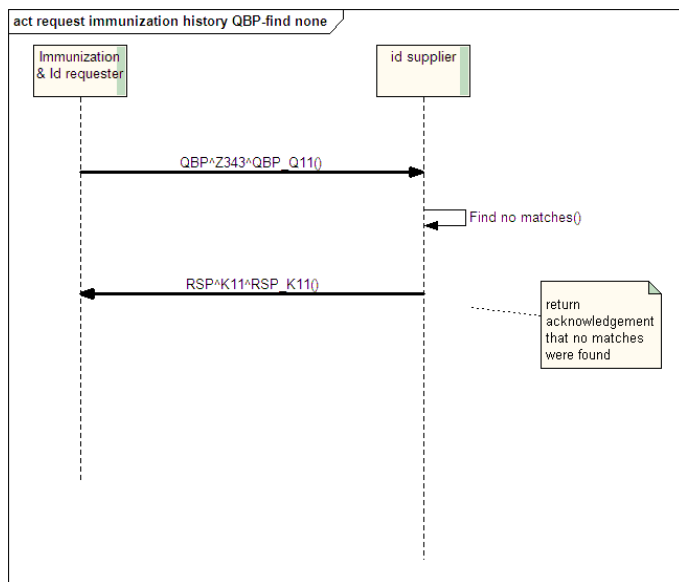 act request immunization history QBP-find none
Immunization
& Id requester
id supplier
QBP^Z343^QBP_Q11()
Find no matches()
RSP^K11^RSP_K11()
return
acknowledgement
that no matches
were found